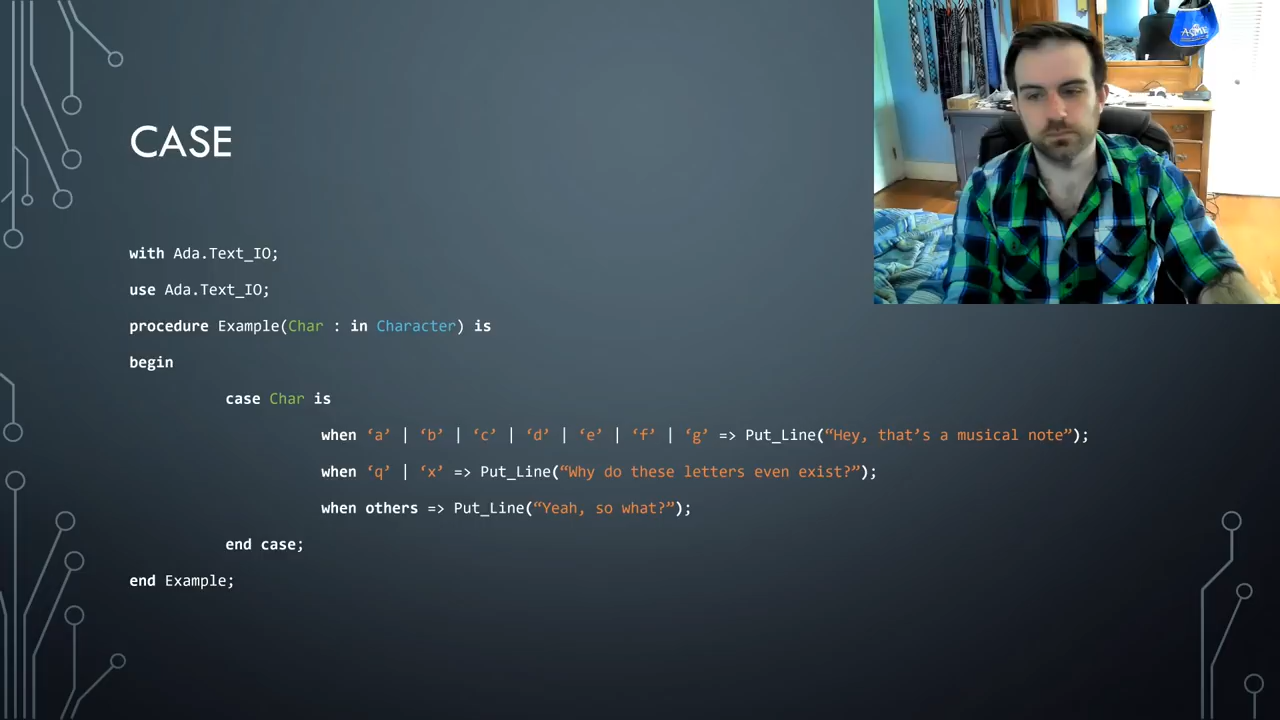 CASE
with Ada.Text_IO;
use Ada.Text_IO;
procedure Example(Char : in Character) is
begin
case Char is
when ‘a’ | ‘b’ | ‘c’ | ‘d’ | ‘e’ | ‘f’ | ‘g’ => Put_Line(“Hey, that’s a musical note”);
when ‘q’ | ‘x’ => Put_Line(“Why do these letters even exist?”);
when others => Put_Line(“Yeah, so what?”);
end case;
end Example;
ACME